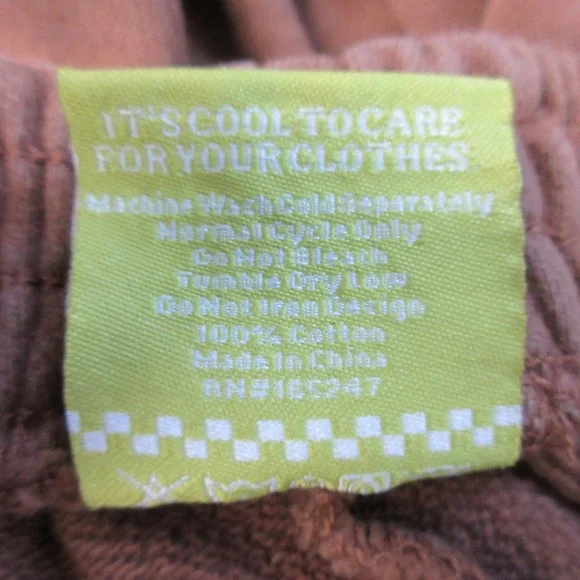 IT'S COOL TO CARE
FOR YOUR CLOTHES
Machine Wash Cold Separately
Normal Cycle Only
Do Not Bleach
Tumble Dry Low
Do Not Iron Design
100% Cotton
Made In China